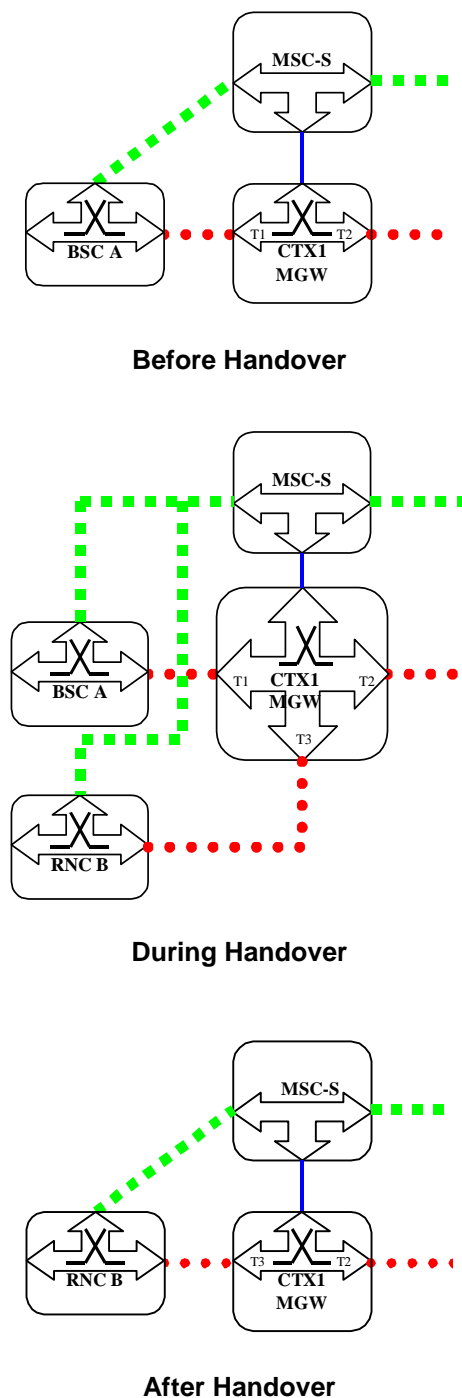 MSC-S
BSC A
T1
T2
CTX1
MGW
Before Handover
MSC-S
BSC A
T1
CTX1
MGW
T2
T3
RNC B
During Handover
MSC-S
RNC B
T3
T2
CTX1
MGW
After Handover